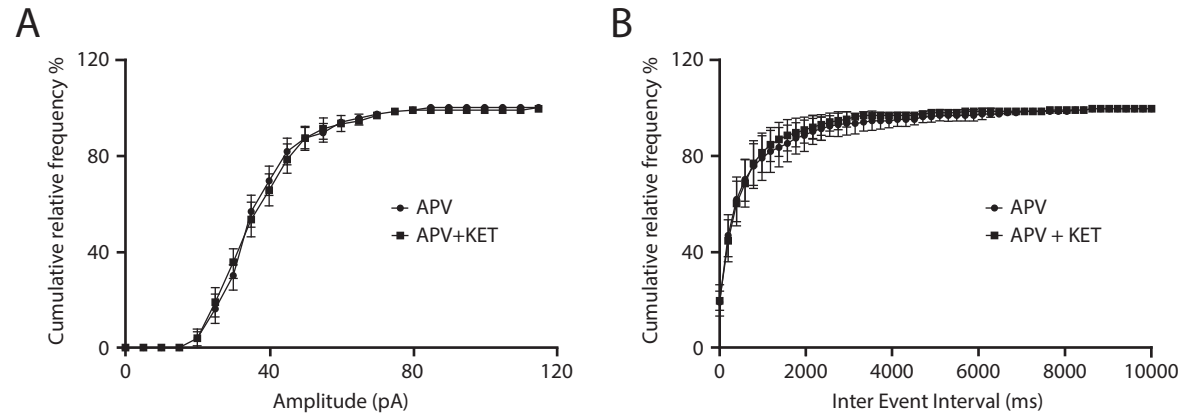 A
120
80
40
0
Cumulative relative frequency %
APV
APV+KET
0
40
80
120
Amplitude (pA)
B
120
80
40
0
Cumulative relative frequency %
APV
APV + KET
0
2000
4000
6000
8000
10000
Inter Event Interval (ms)